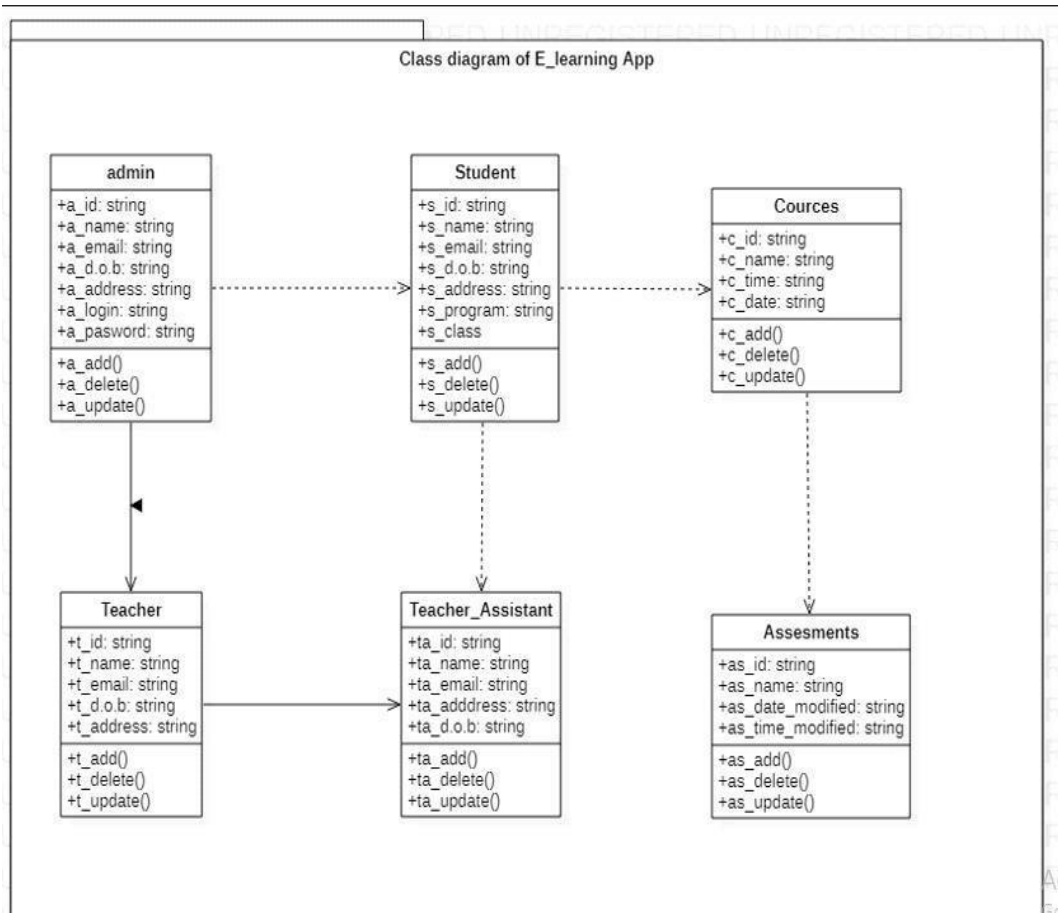 RED UNREGISTERED UNREGISTERED UN
Class diagram of E_learning App
admin
+a_id: string
+a_name: string
+a_email: string
+a_d.o.b: string
+a_address: string
+a_login: string
+a_pasword: string
+a_add()
+a_delete()
+a_update()
Student
+s_id: string
+s_name: string
+s_email: string
+s_d.o.b: string
+s_address: string
+s_program: string
+s_class
+s_add()
+s_delete()
+s_update()
Cources
+c_id: string
+c_name: string
+c_time: string
+c_date: string
+c_add()
+c_delete()
+c_update()
Teacher
+t_id: string
+t_name: string
+t_email: string
+t_d.o.b: string
+t_address: string
+t_add()
+t_delete()
+t_update()
Teacher_Assistant
+ta_id: string
+ta_name: string
+ta_email: string
+ta_adddress: string
+ta_d.o.b: string
+ta_add()
+ta_delete()
+ta_update()
Assesments
+as_id: string
+as_name: string
+as_date_modified: string
+as_time_modified: string
+as_add()
+as_delete()
+as_update()